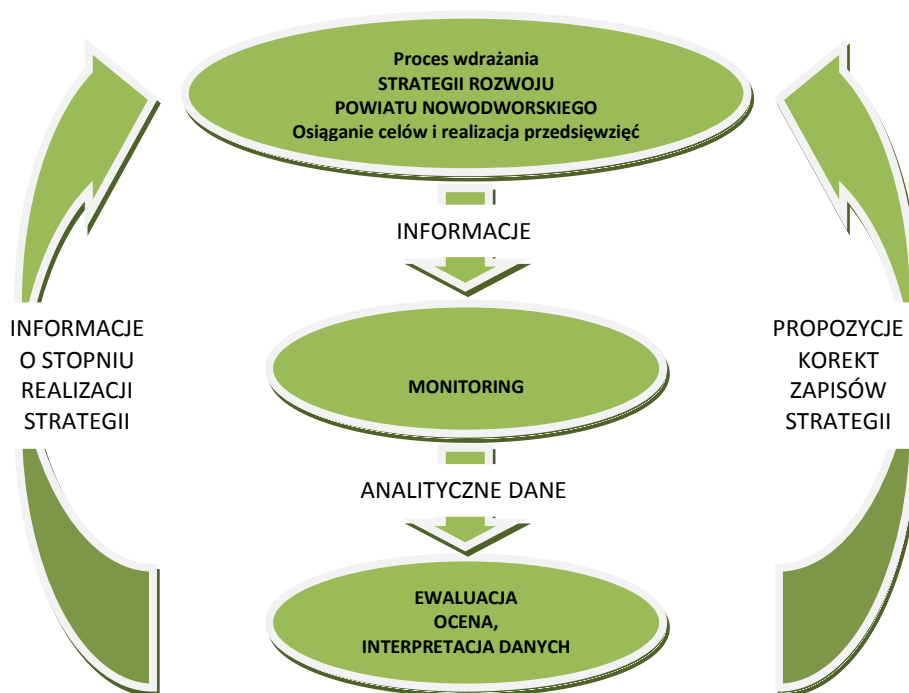 Proces wdrażania
STRATEGII ROZWOJU
POWIATU NOWODWORSKIEGO
Osiąganie celów i realizacja przedsięwzięć
INFORMACJE
INFORMACJE
O STOPNIU
REALIZACJI
STRATEGII
MONITORING
PROPOZYCJE
KOREKT
ZAPISÓW
STRATEGII
ANALITYCZNE DANE
EWALUACJA
OCENA,
INTERPRETACJA DANYCH